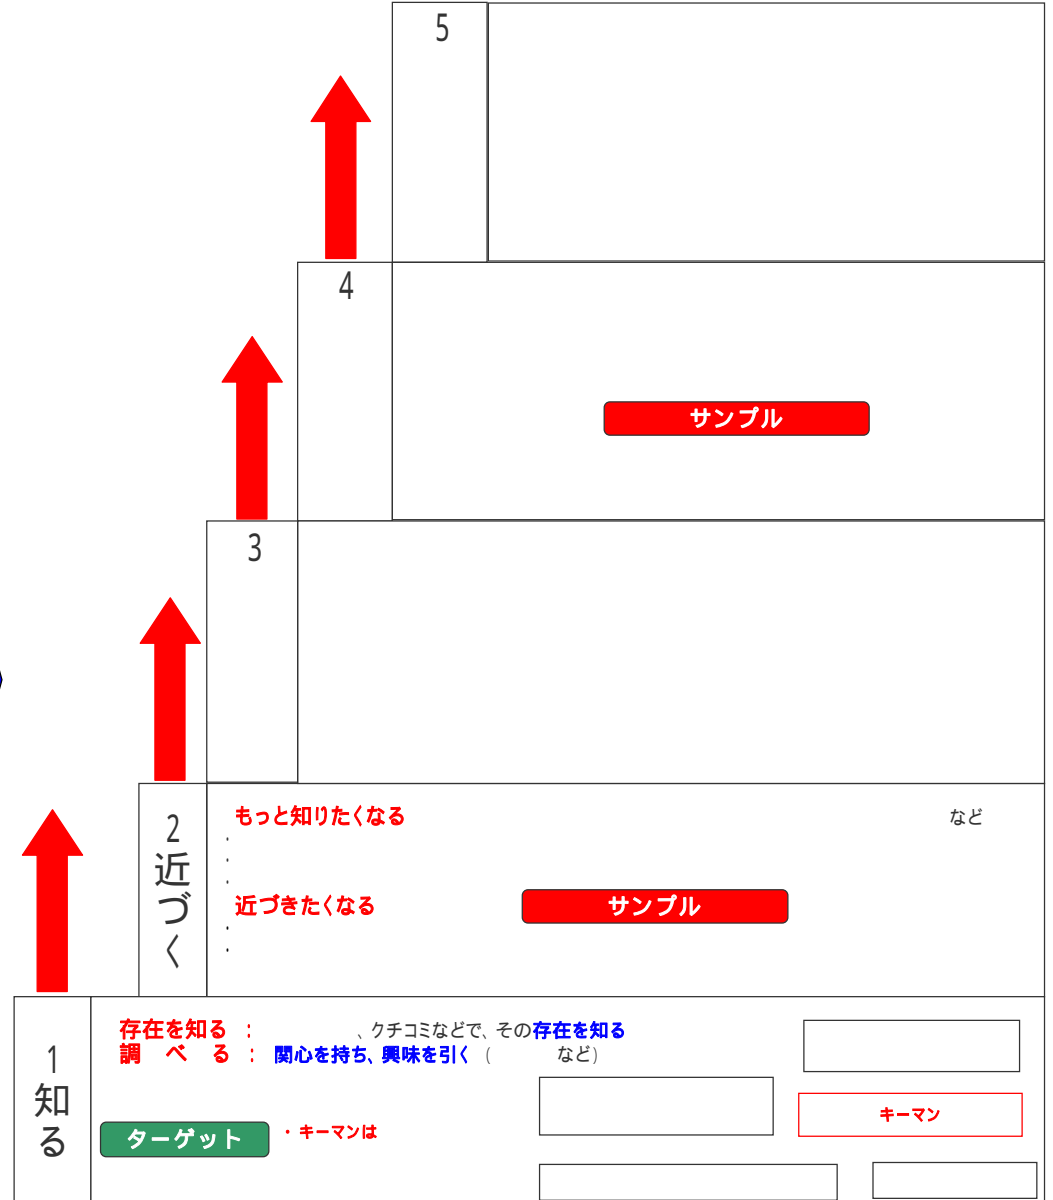 5
4
サンプル
3
2
近づく
もっと知りたくなる
など
・
・
・
近づきたくなる
サンプル
・
・
1
知る
存在を知る :
、クチコミなどで、その存在を知る
調 べ る : 関心を持ち、興味を引く ( など)
キーマン
ターゲット
・キーマンは